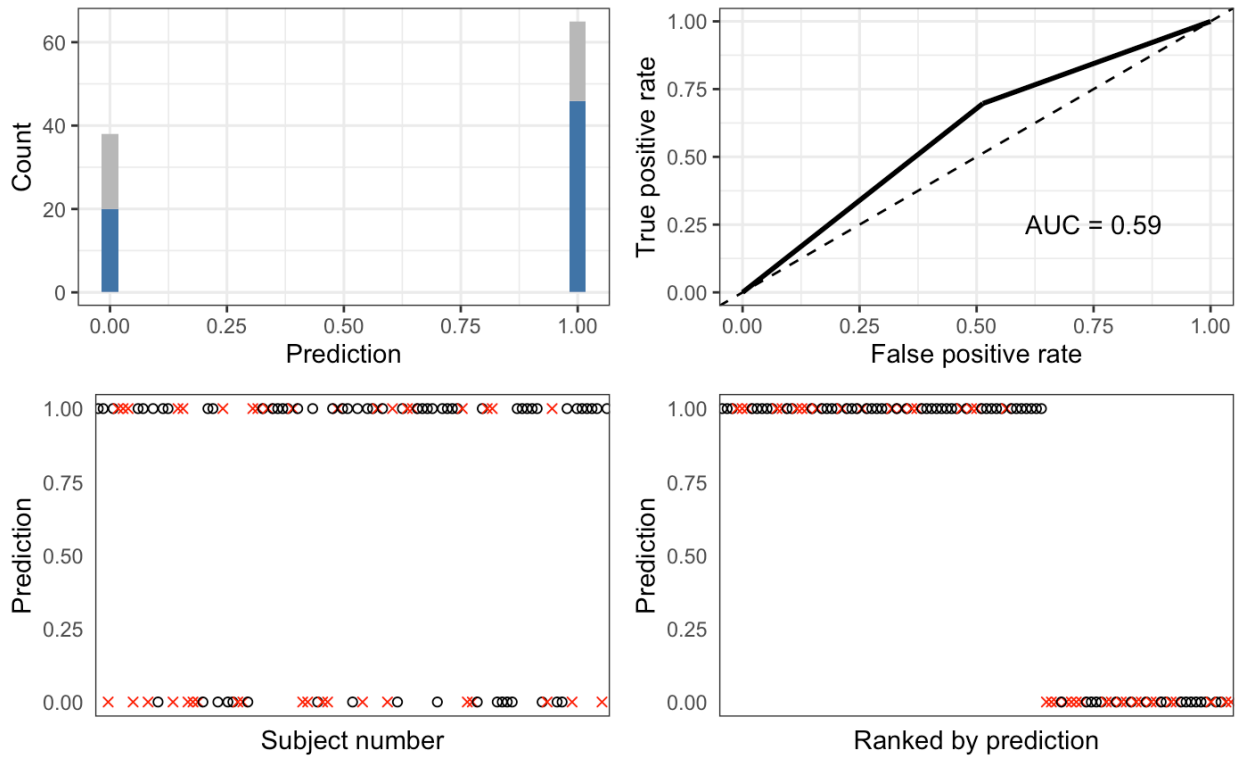 60
40
20
0
Count
0.00 0.25 0.50 0.75 1.00
Prediction
1.00
0.75
0.50
0.25
0.00
True positive rate
AUC = 0.59
0.00 0.25 0.50 0.75 1.00
False positive rate
1.00
0.75
0.50
0.25
0.00
Prediction
Subject number
1.00
0.75
0.50
0.25
0.00
Prediction
Ranked by prediction